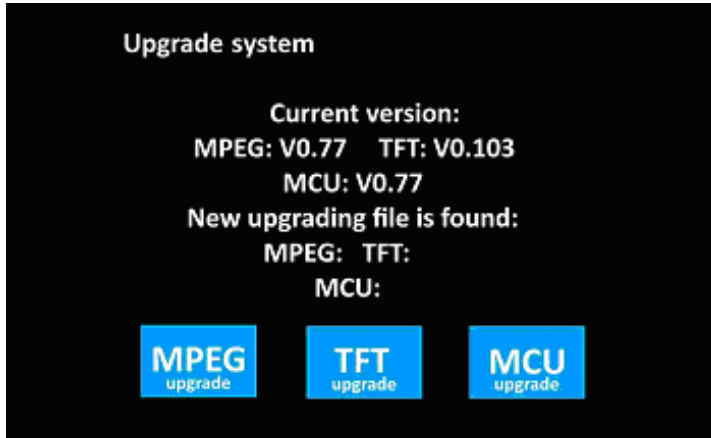 Upgrade system
Current version:
MPEG: V0.77 TFT: V0.103
MCU: V0.77
New upgrading file is found:
MPEG: TFT:
MCU:
MPEG TFT MCU
upgrade upgrade upgrade